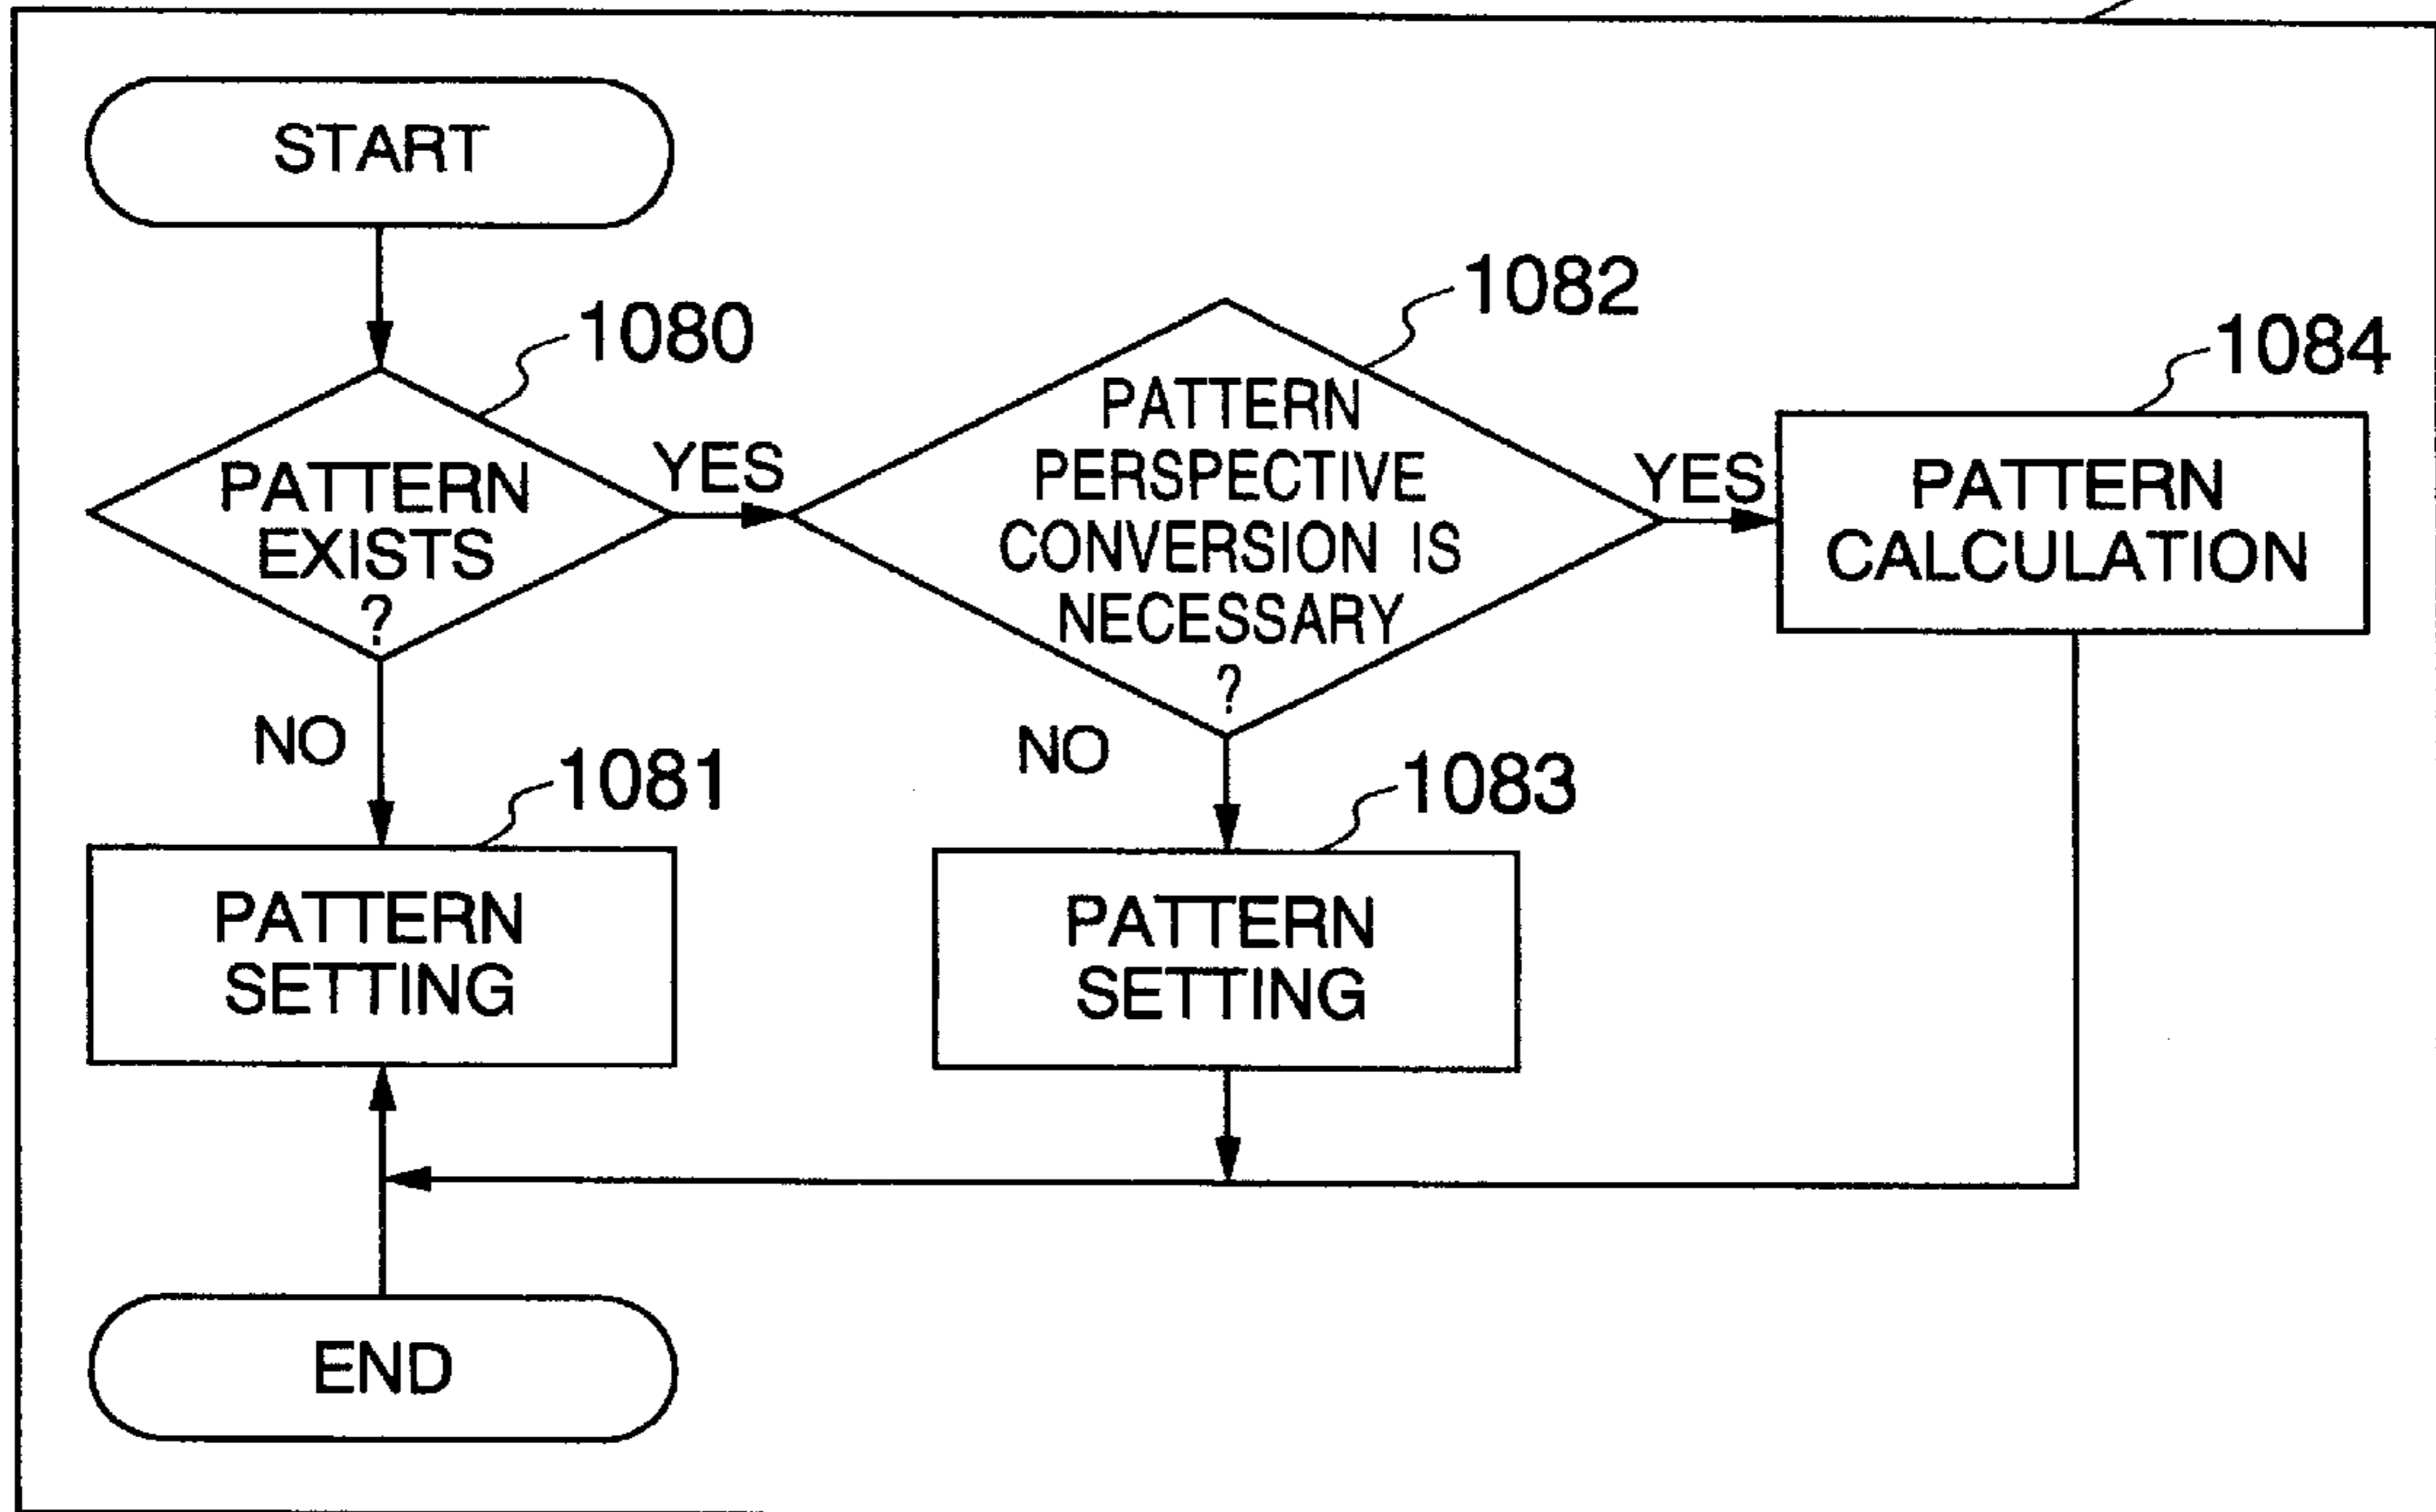 START
1080
PATTERN
EXISTS
?
YES
NO
1082
PATTERN
PERSPECTIVE
CONVERSION IS
NECESSARY
?
YES
NO
1084
PATTERN
CALCULATION
1081
PATTERN
SETTING
1083
PATTERN
SETTING
END